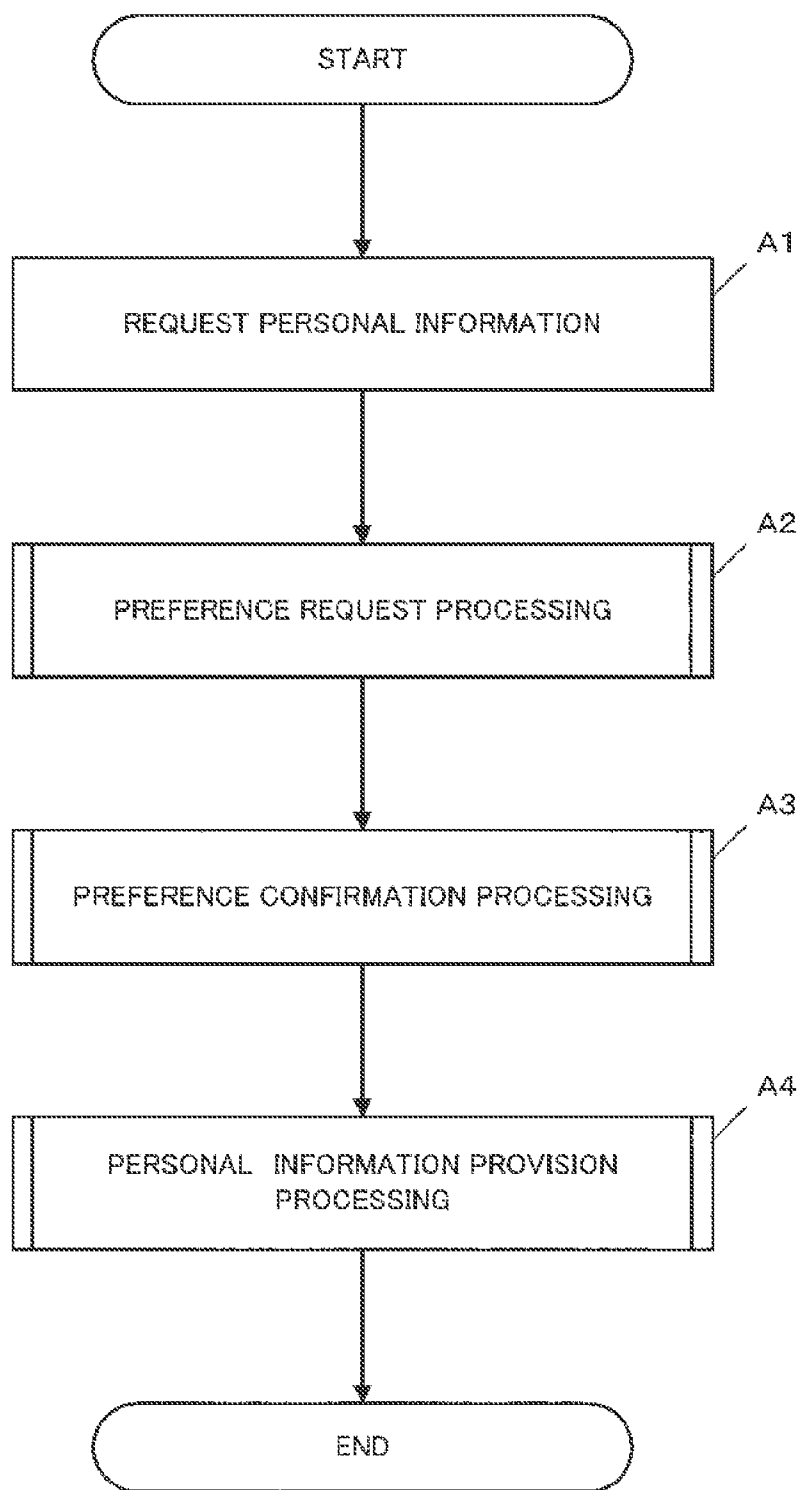 START
A1
REQUEST PERSONAL INFORMATION
A2
PREFERENCE REQUEST PROCESSING
A3
PREFERENCE CONFIRMATION PROCESSING
A4
PERSONAL INFORMATION PROVISION
PROCESSING
END